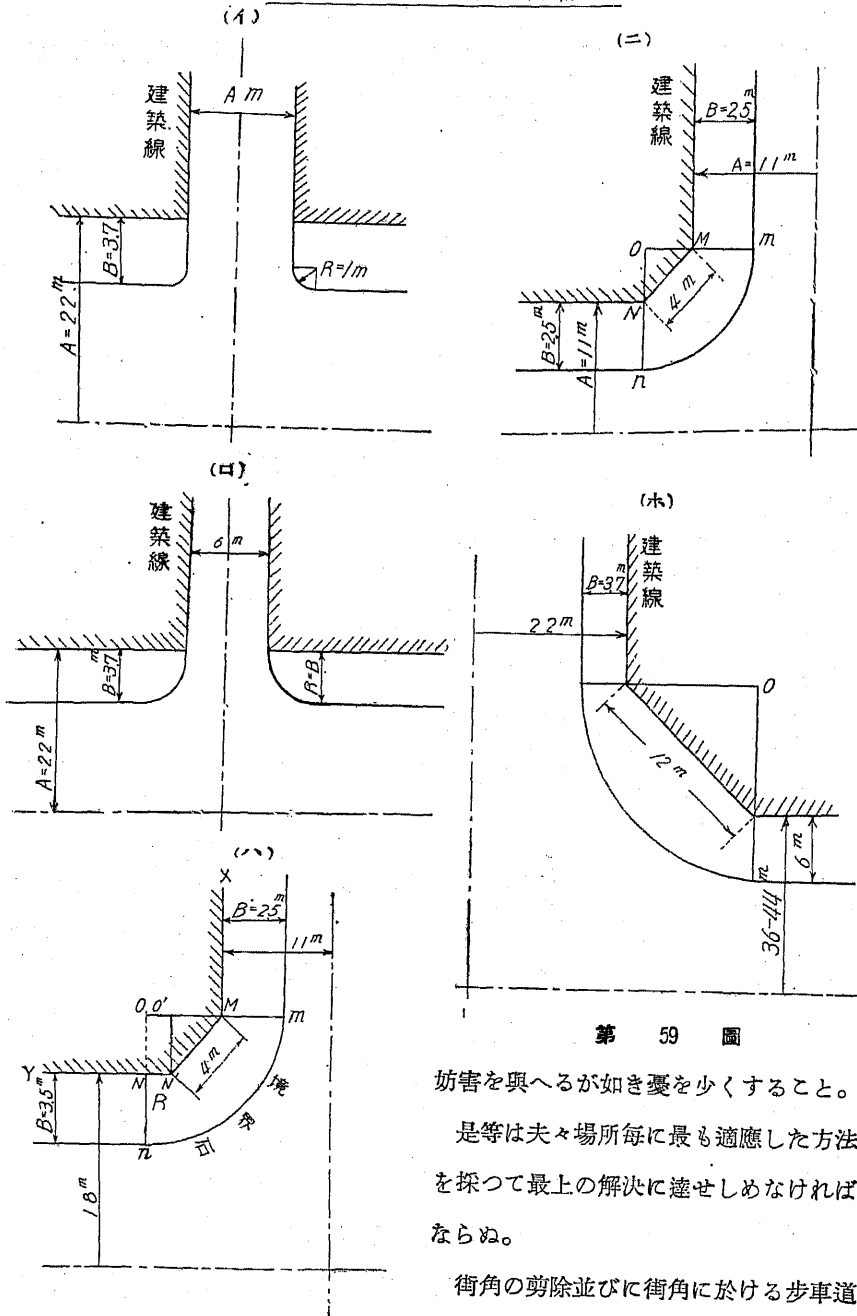 (イ)
建築線
A m
B=3.7
A=22m
R=1m
(ロ)
建築線
6m
B=3.7m
A=22m
R=B
(ハ)
X
B=2.5m
11m
O O' M m
4m
Y
N N
R
n
B=3.5m
18m
境界石
(ニ)
建築線
B=2.5m
A=11m
O M m
4m
N
n
B=2.5m
A=11m
(ホ)
建築線
B=3.7m
22m
O
12m
6m
36-44m
第 59 圖
妨害を與へるが如き憂を少くすること。
是等は夫々場所每に最も適應した方法
を採つて最上の解決に達せしめなければ
ならぬ。
街角の剪除並びに街角に於ける步車道